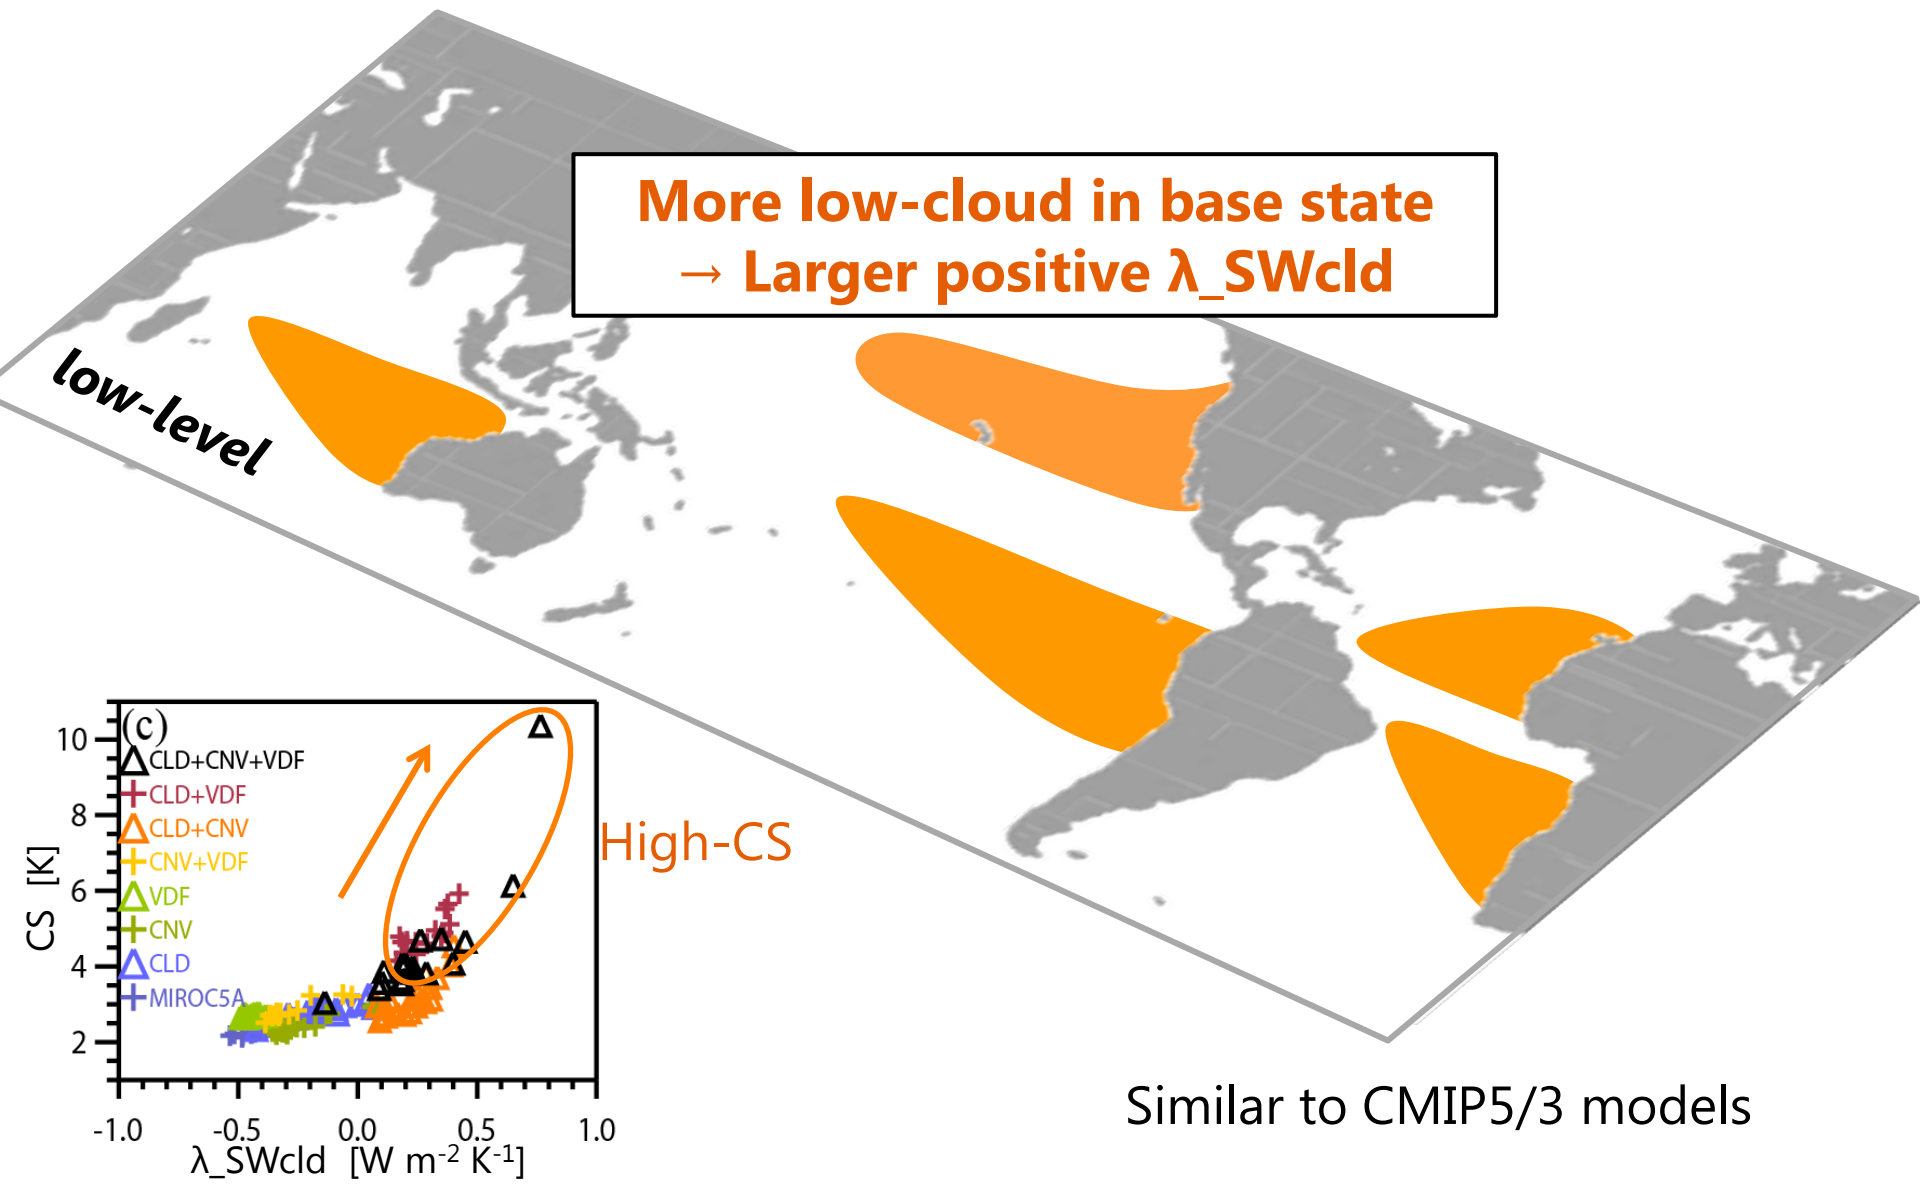 More low-cloud in base state
→ Larger positive λ_SWcld
low-level
(c)
CLD+CNV+VDF
CLD+VDF
CLD+CNV
CNV+VDF
VDF
CNV
CLD
MIROC5A
CS [K]
10
8
6
4
2
-1.0 -0.5 0.0 0.5 1.0
λ_SWcld [W m⁻² K⁻¹]
High-CS
Similar to CMIP5/3 models